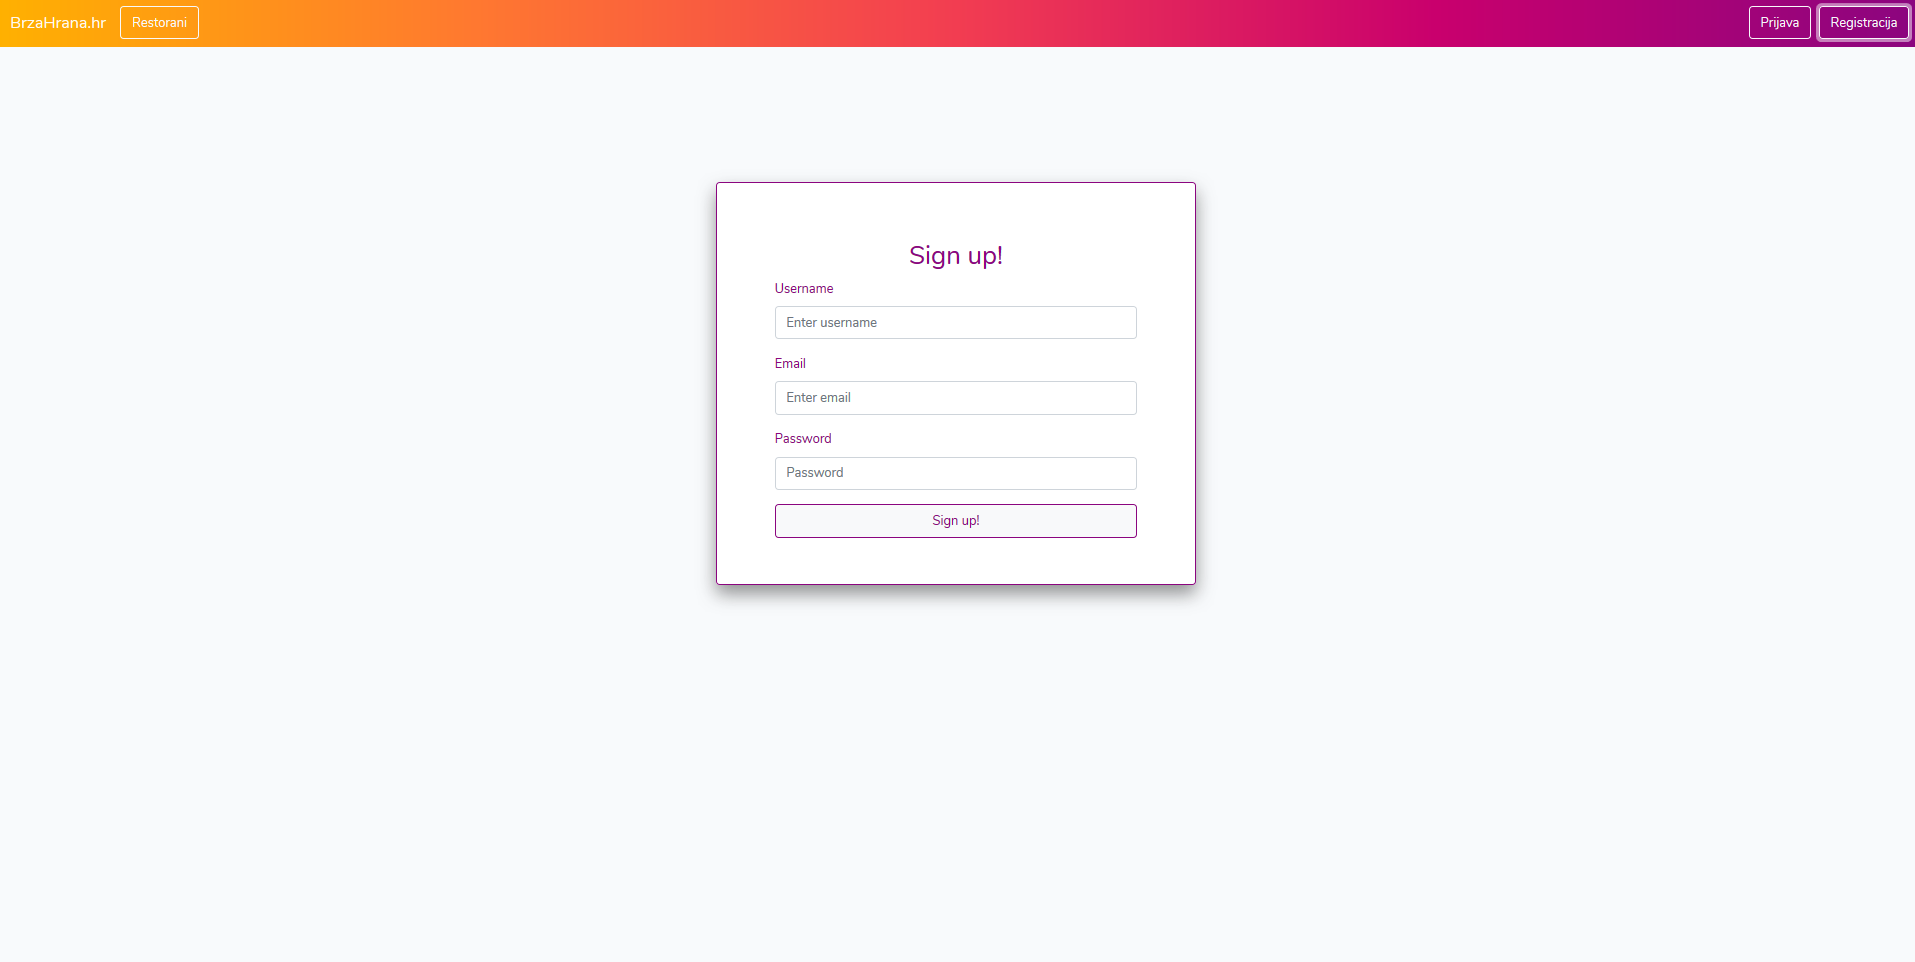 BrzaHrana.hr Restorani Prijava Registracija
Sign up!
Username
Enter username
Email
Enter email
Password
Password
Sign up!